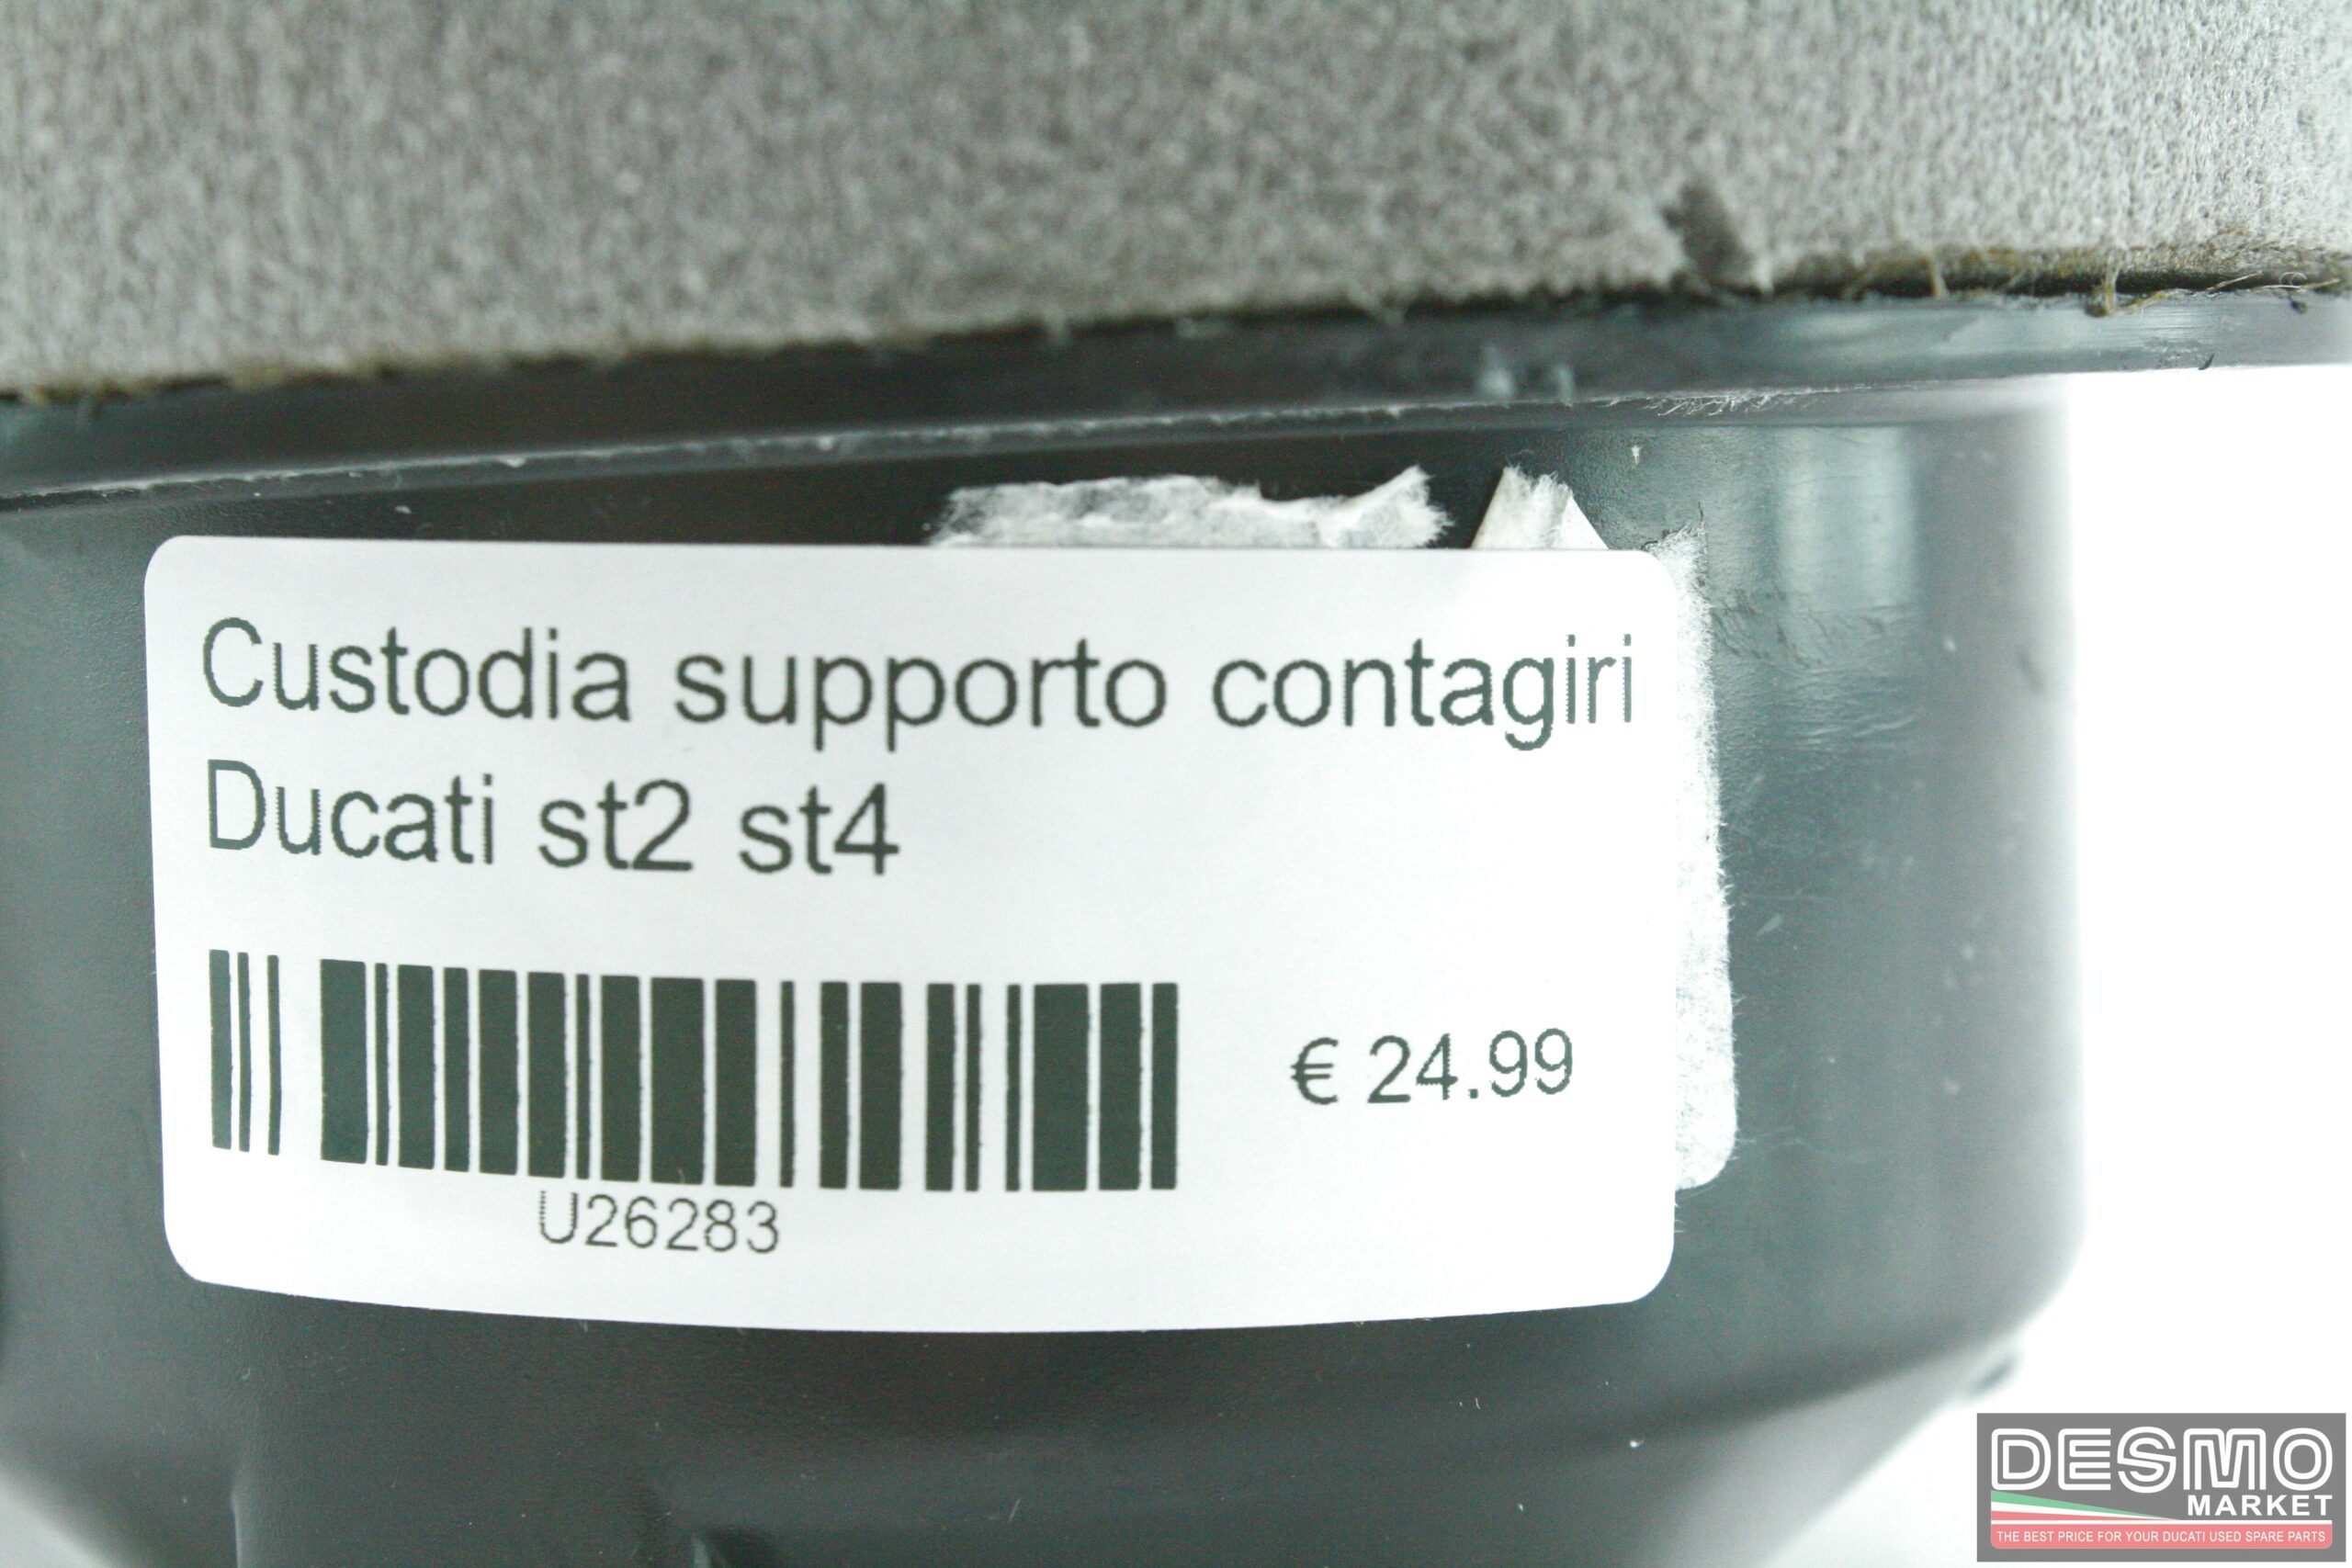 Custodia supporto contagiri
Ducati st2 st4
€ 24.99
U26283
DESMO
MARKET
THE BEST PRICE FOR YOUR DUCATI USED SPARE PARTS